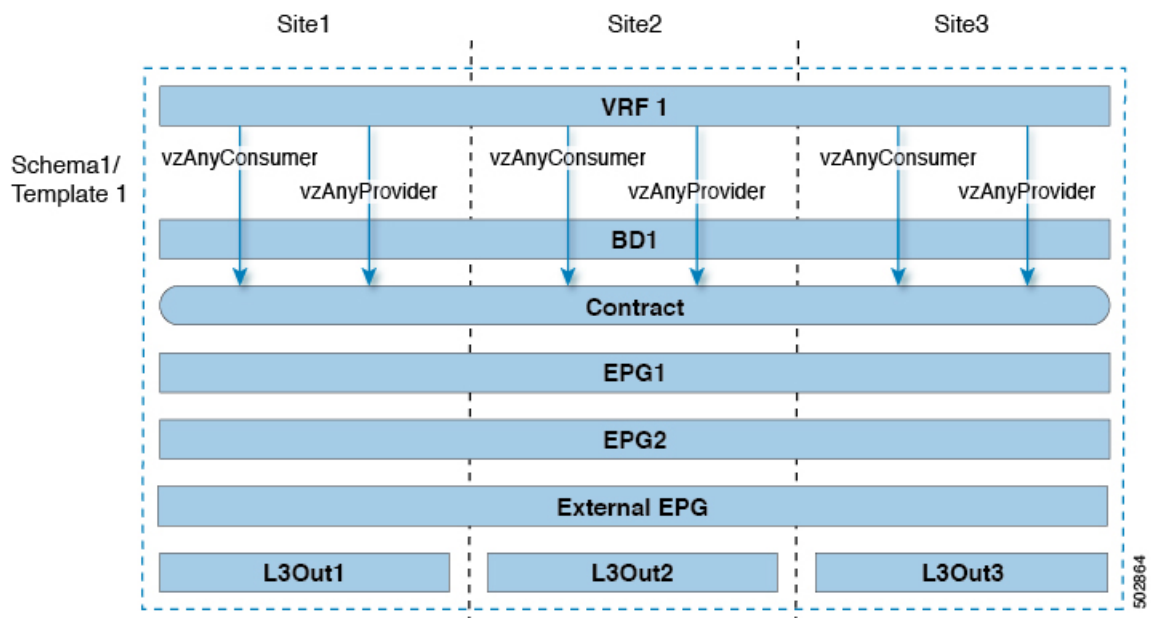 Site1
Site2
Site3
VRF 1
Schema1/
Template 1
vzAnyConsumer
vzAnyProvider
vzAnyConsumer
vzAnyProvider
vzAnyConsumer
vzAnyProvider
BD1
Contract
EPG1
EPG2
External EPG
L3Out1
L3Out2
L3Out3
502864